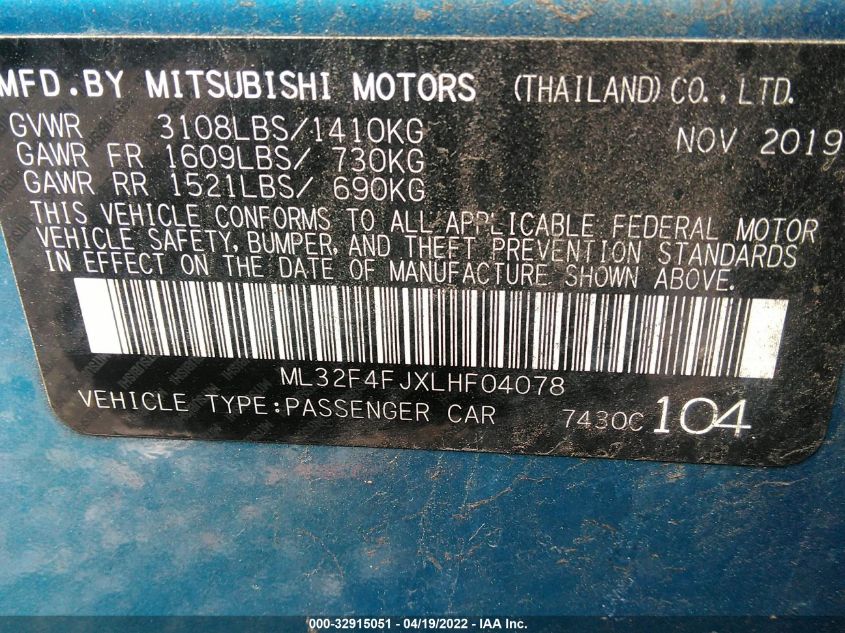 MFD.BY MITSUBISHI MOTORS (THAILAND) CO., LTD.
GVWR 3108LBS/1410KG NOV 2019
GAWR FR 1609LBS/ 730KG
GAWR RR 1521LBS/ 690KG
THIS VEHICLE CONFORMS TO ALL APPLICABLE FEDERAL MOTOR
VEHICLE SAFETY, BUMPER, AND THEFT PREVENTION STANDARDS
IN EFFECT ON THE DATE OF MANUFACTURE SHOWN ABOVE.
ML32F4FJXLHF04078
VEHICLE TYPE:PASSENGER CAR 7430C 104
000-32915051 - 04/19/2022 - IAA Inc.